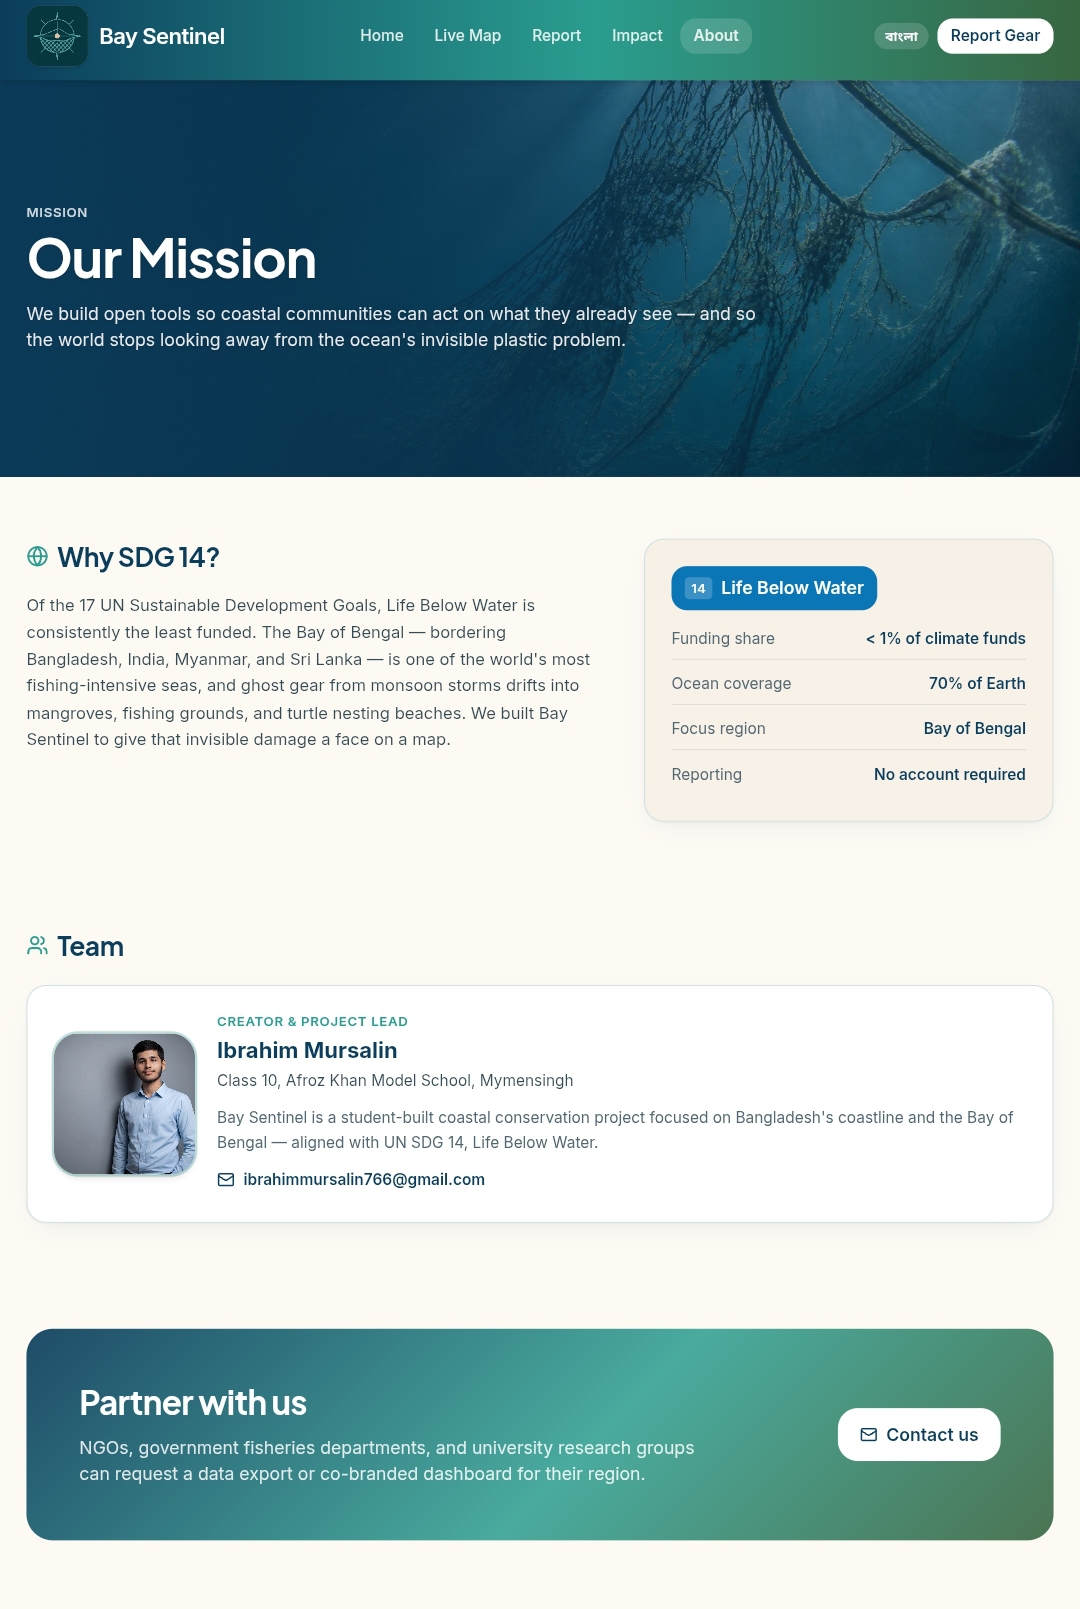 Bay Sentinel
Home Live Map Report Impact About
বাংলা
Report Gear
MISSION
Our Mission
We build open tools so coastal communities can act on what they already see — and so
the world stops looking away from the ocean's invisible plastic problem.
Why SDG 14?
Of the 17 UN Sustainable Development Goals, Life Below Water is
consistently the least funded. The Bay of Bengal — bordering
Bangladesh, India, Myanmar, and Sri Lanka — is one of the world's most
fishing-intensive seas, and ghost gear from monsoon storms drifts into
mangroves, fishing grounds, and turtle nesting beaches. We built Bay
Sentinel to give that invisible damage a face on a map.
14 Life Below Water
Funding share < 1% of climate funds
Ocean coverage 70% of Earth
Focus region Bay of Bengal
Reporting No account required
Team
CREATOR & PROJECT LEAD
Ibrahim Mursalin
Class 10, Afroz Khan Model School, Mymensingh
Bay Sentinel is a student-built coastal conservation project focused on Bangladesh's coastline and the Bay of
Bengal — aligned with UN SDG 14, Life Below Water.
ibrahimmursalin766@gmail.com
Partner with us
NGOs, government fisheries departments, and university research groups
can request a data export or co-branded dashboard for their region.
Contact us